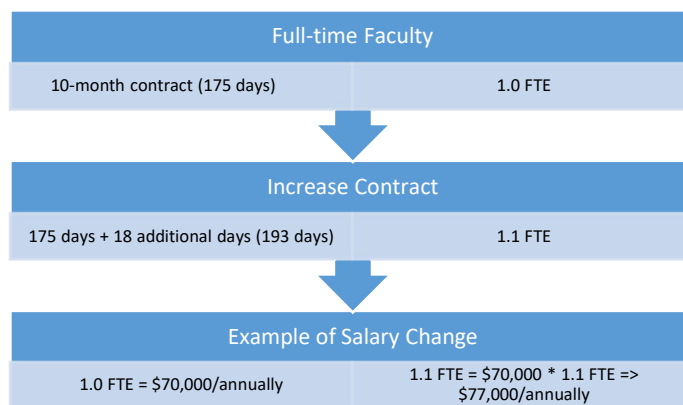 Full-time Faculty
10-month contract (175 days)
1.0 FTE
Increase Contract
175 days + 18 additional days (193 days)
1.1 FTE
Example of Salary Change
1.0 FTE = $70,000/annually
1.1 FTE = $70,000 * 1.1 FTE =>
$77,000/annually